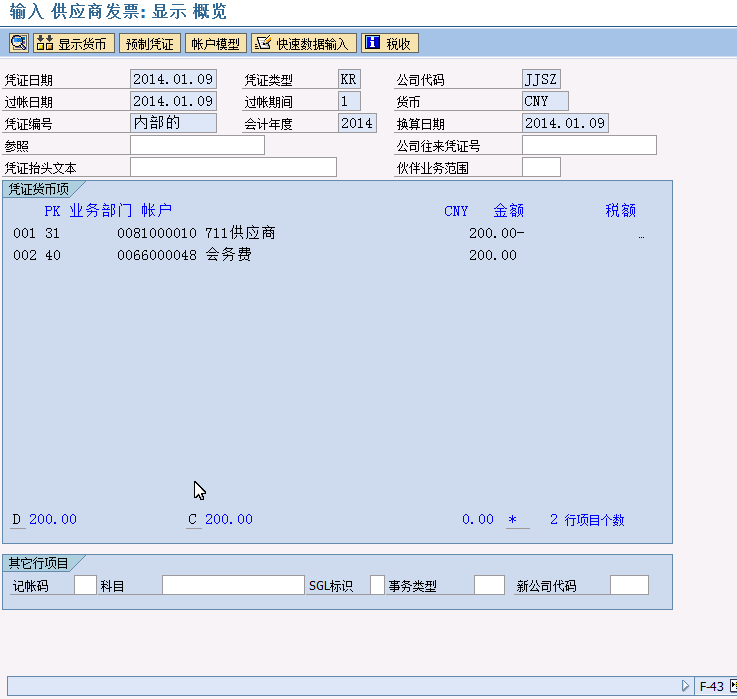 输入 供应商发票: 显示 概览
显示货币 预制凭证 帐户模型 快速数据输入 税收
凭证日期 2014.01.09 凭证类型 KR 公司代码 JJSZ
过帐日期 2014.01.09 过帐期间 1 货币 CNY
凭证编号 内部的 会计年度 2014 换算日期 2014.01.09
参照 公司往来凭证号
凭证抬头文本 伙伴业务范围
凭证货币项
PK 业务部门 帐户 CNY 金额 税额
001 31 0081000010 711供应商 200.00- …
002 40 0066000048 会务费 200.00
D 200.00 C 200.00 0.00 * 2 行项目个数
其它行项目
记帐码 科目 SGL标识 事务类型 新公司代码
F-43